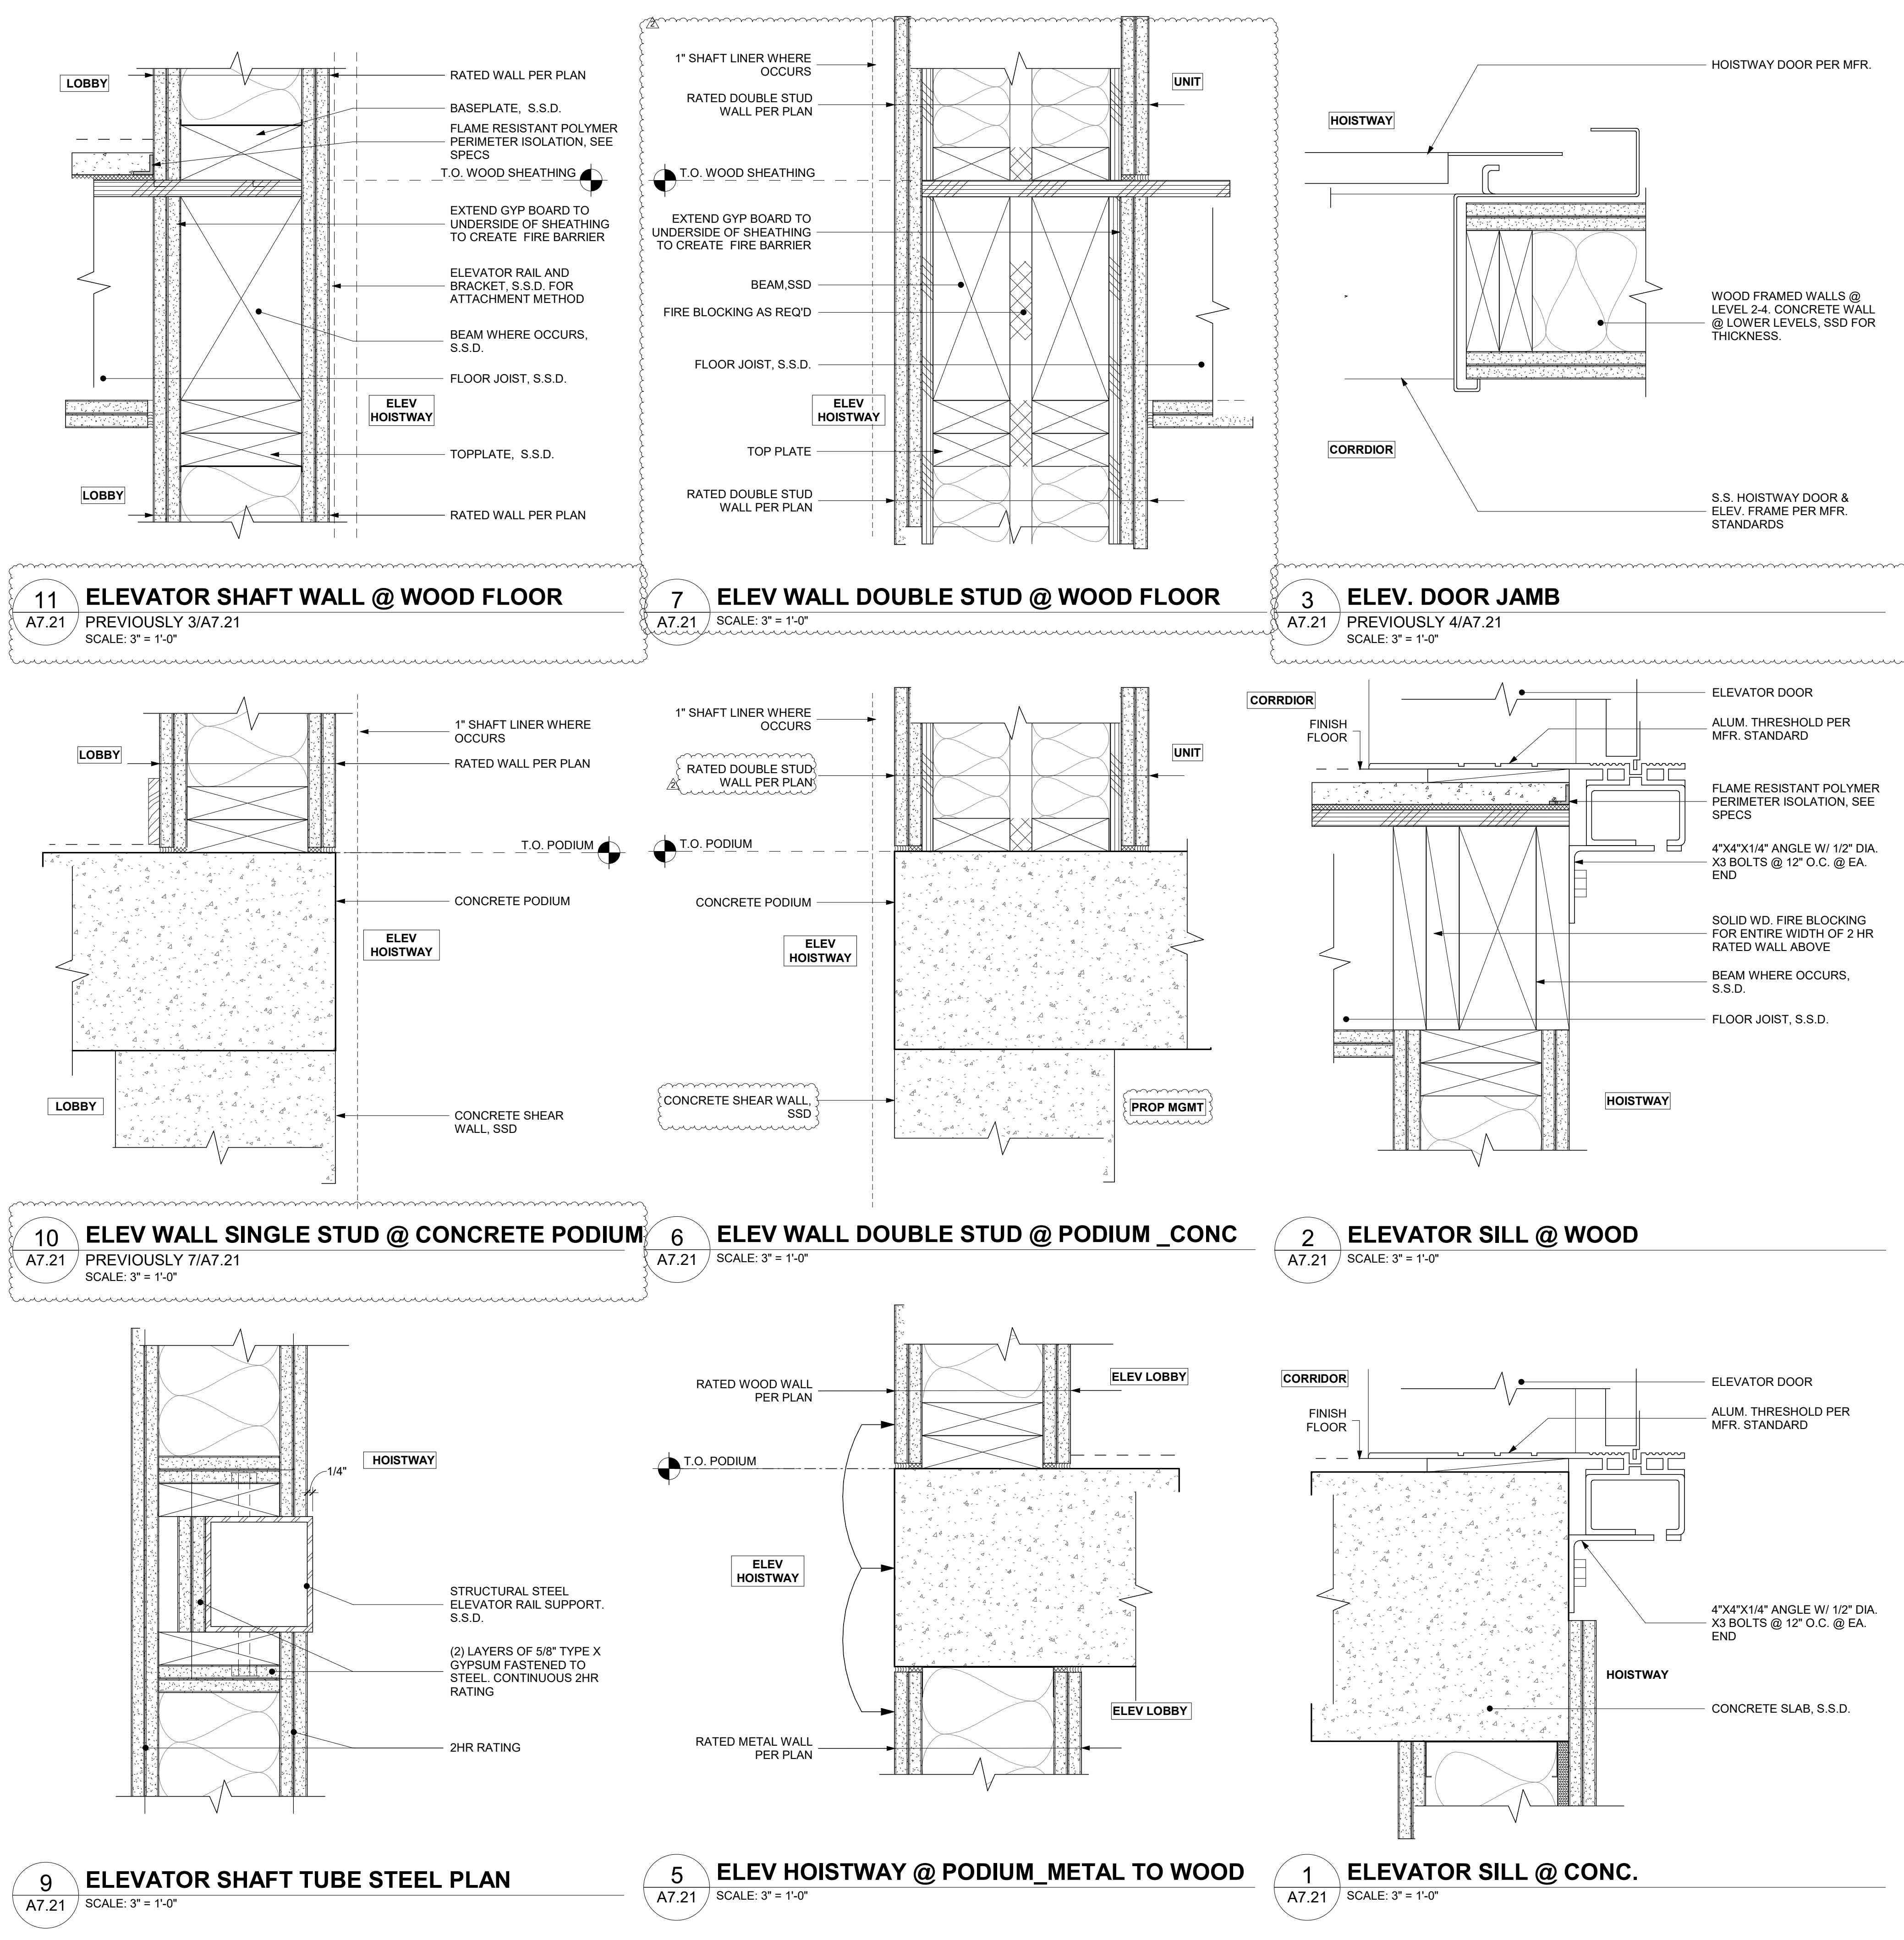 LOBBY
RATED WALL PER PLAN
BASEPLATE, S.S.D.
FLAME RESISTANT POLYMER
PERIMETER ISOLATION, SEE
SPECS
T.O. WOOD SHEATHING
EXTEND GYP BOARD TO
UNDERSIDE OF SHEATHING
TO CREATE FIRE BARRIER
ELEVATOR RAIL AND
BRACKET, S.S.D. FOR
ATTACHMENT METHOD
BEAM WHERE OCCURS,
S.S.D.
FLOOR JOIST, S.S.D.
ELEV
HOISTWAY
TOPPLATE, S.S.D.
LOBBY
RATED WALL PER PLAN
11
A7.21
ELEVATOR SHAFT WALL @ WOOD FLOOR
PREVIOUSLY 3/A7.21
SCALE: 3" = 1'-0"
2
1" SHAFT LINER WHERE
OCCURS
UNIT
RATED DOUBLE STUD
WALL PER PLAN
T.O. WOOD SHEATHING
EXTEND GYP BOARD TO
UNDERSIDE OF SHEATHING
TO CREATE FIRE BARRIER
BEAM,SSD
FIRE BLOCKING AS REQ'D
FLOOR JOIST, S.S.D.
ELEV
HOISTWAY
TOP PLATE
RATED DOUBLE STUD
WALL PER PLAN
7
A7.21
ELEV WALL DOUBLE STUD @ WOOD FLOOR
SCALE: 3" = 1'-0"
HOISTWAY DOOR PER MFR.
HOISTWAY
WOOD FRAMED WALLS @
LEVEL 2-4. CONCRETE WALL
@ LOWER LEVELS, SSD FOR
THICKNESS.
CORRDIOR
S.S. HOISTWAY DOOR &
ELEV. FRAME PER MFR.
STANDARDS
3
A7.21
ELEV. DOOR JAMB
PREVIOUSLY 4/A7.21
SCALE: 3" = 1'-0"
1" SHAFT LINER WHERE
OCCURS
LOBBY
RATED WALL PER PLAN
T.O. PODIUM
CONCRETE PODIUM
ELEV
HOISTWAY
LOBBY
CONCRETE SHEAR
WALL, SSD
10
A7.21
ELEV WALL SINGLE STUD @ CONCRETE PODIUM
PREVIOUSLY 7/A7.21
SCALE: 3" = 1'-0"
1" SHAFT LINER WHERE
OCCURS
UNIT
RATED DOUBLE STUD
WALL PER PLAN
2
T.O. PODIUM
CONCRETE PODIUM
ELEV
HOISTWAY
CONCRETE SHEAR WALL,
SSD
PROP MGMT
6
A7.21
ELEV WALL DOUBLE STUD @ PODIUM _CONC
SCALE: 3" = 1'-0"
CORRDIOR
FINISH
FLOOR
ELEVATOR DOOR
ALUM. THRESHOLD PER
MFR. STANDARD
FLAME RESISTANT POLYMER
PERIMETER ISOLATION, SEE
SPECS
4"X4"X1/4" ANGLE W/ 1/2" DIA.
X3 BOLTS @ 12" O.C. @ EA.
END
SOLID WD. FIRE BLOCKING
FOR ENTIRE WIDTH OF 2 HR
RATED WALL ABOVE
BEAM WHERE OCCURS,
S.S.D.
FLOOR JOIST, S.S.D.
HOISTWAY
2
A7.21
ELEVATOR SILL @ WOOD
SCALE: 3" = 1'-0"
HOISTWAY
1/4"
STRUCTURAL STEEL
ELEVATOR RAIL SUPPORT.
S.S.D.
(2) LAYERS OF 5/8" TYPE X
GYPSUM FASTENED TO
STEEL. CONTINUOUS 2HR
RATING
2HR RATING
9
A7.21
ELEVATOR SHAFT TUBE STEEL PLAN
SCALE: 3" = 1'-0"
RATED WOOD WALL
PER PLAN
ELEV LOBBY
T.O. PODIUM
ELEV
HOISTWAY
ELEV LOBBY
RATED METAL WALL
PER PLAN
5
A7.21
ELEV HOISTWAY @ PODIUM_METAL TO WOOD
SCALE: 3" = 1'-0"
CORRIDOR
FINISH
FLOOR
ELEVATOR DOOR
ALUM. THRESHOLD PER
MFR. STANDARD
4"X4"X1/4" ANGLE W/ 1/2" DIA.
X3 BOLTS @ 12" O.C. @ EA.
END
HOISTWAY
CONCRETE SLAB, S.S.D.
1
A7.21
ELEVATOR SILL @ CONC.
SCALE: 3" = 1'-0"